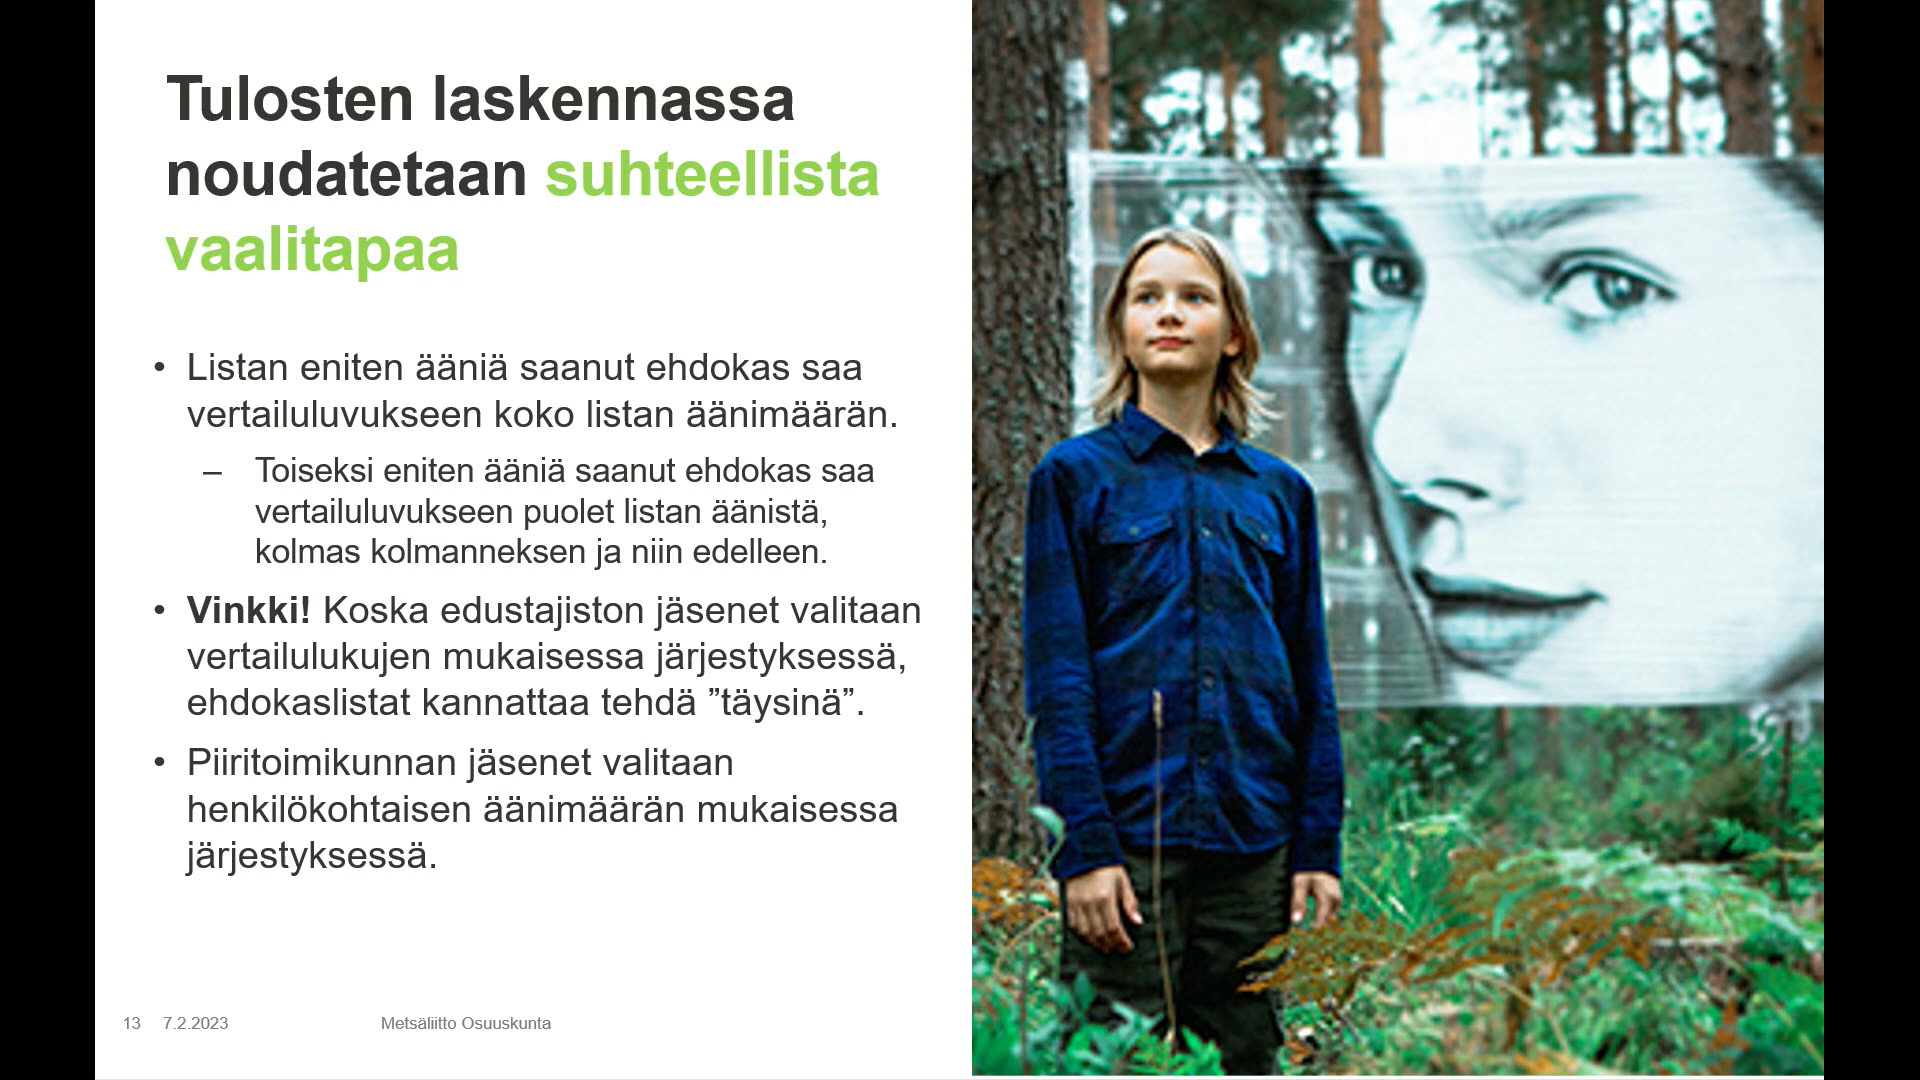 Tulosten laskennassa
noudatetaan suhteellista
vaalitapaa
• Listan eniten ääniä saanut ehdokas saa
vertailuluvukseen koko listan äänimäärän.
– Toiseksi eniten ääniä saanut ehdokas saa
vertailuluvukseen puolet listan äänistä,
kolmas kolmanneksen ja niin edelleen.
• Vinkki! Koska edustajiston jäsenet valitaan
vertailulukujen mukaisessa järjestyksessä,
ehdokaslistat kannattaa tehdä ”täysinä”.
• Piiritoimikunnan jäsenet valitaan
henkilökohtaisen äänimäärän mukaisessa
järjestyksessä.
13 7.2.2023 Metsäliitto Osuuskunta